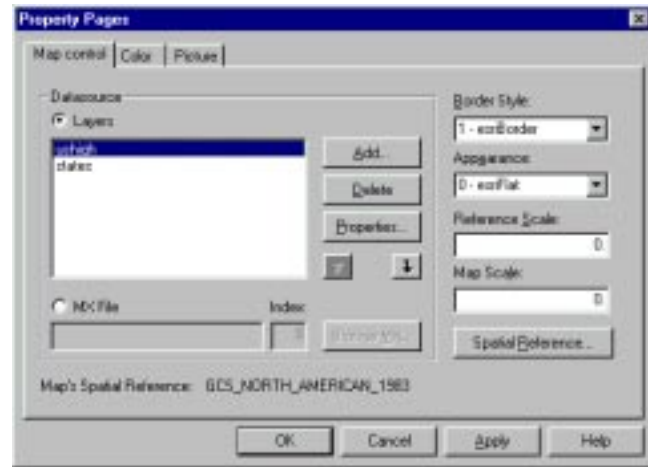 Property Pages
Map control Color Picture
Datasource
Layers
ushigh
states
Add...
Delete
Properties...
MX File
Index
0
Border Style:
1 - esriBorder
Appearance:
0 - esriFlat
Reference Scale:
0
Map Scale:
0
Spatial Reference...
Map's Spatial Reference: GCS_NORTH_AMERICAN_1983
OK Cancel Apply Help